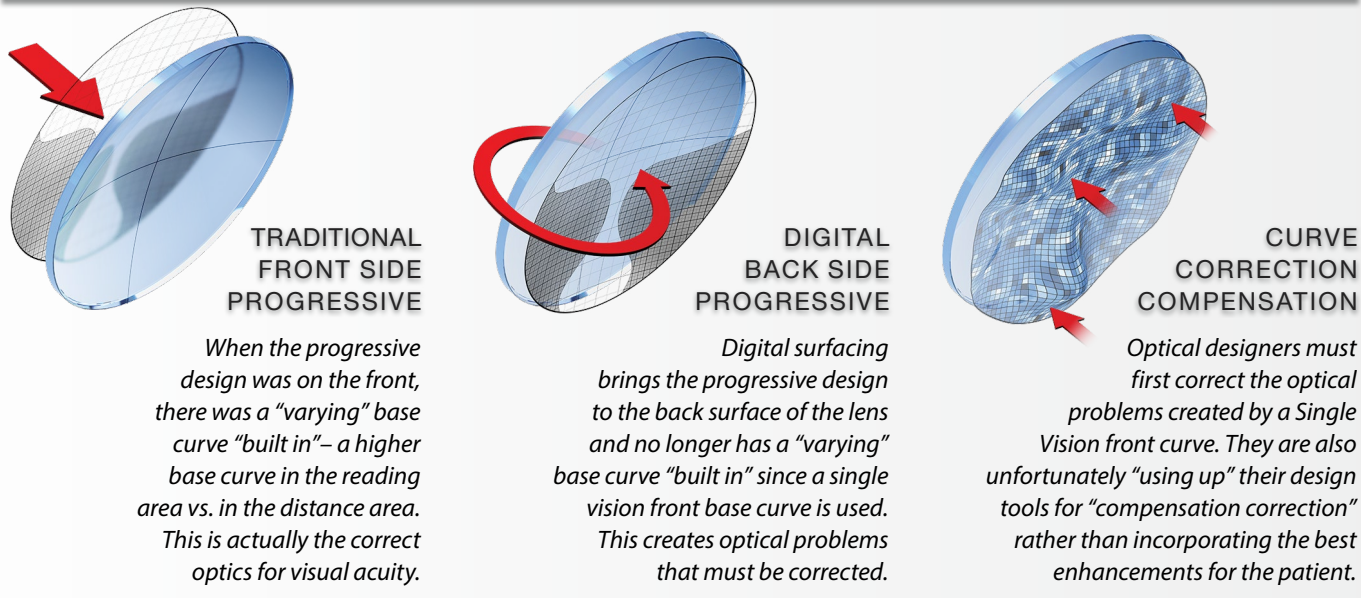 TRADITIONAL
FRONT SIDE
PROGRESSIVE
When the progressive
design was on the front,
there was a “varying” base
curve “built in”– a higher
base curve in the reading
area vs. in the distance area.
This is actually the correct
optics for visual acuity.
DIGITAL
BACK SIDE
PROGRESSIVE
Digital surfacing
brings the progressive design
to the back surface of the lens
and no longer has a “varying”
base curve “built in” since a single
vision front base curve is used.
This creates optical problems
that must be corrected.
CURVE
CORRECTION
COMPENSATION
Optical designers must
first correct the optical
problems created by a Single
Vision front curve. They are also
unfortunately “using up” their design
tools for “compensation correction”
rather than incorporating the best
enhancements for the patient.